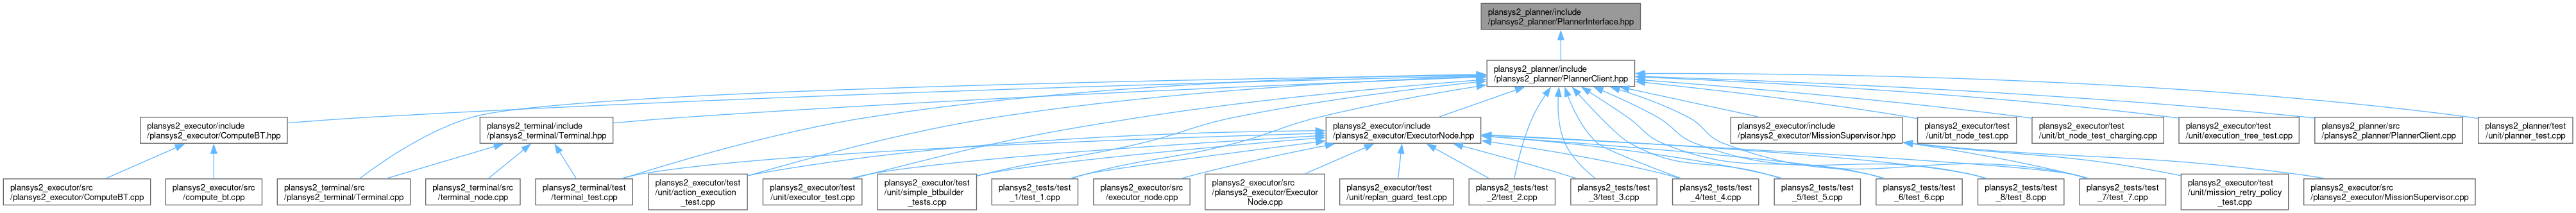 plansys2_planner/include
/plansys2_planner/PlannerInterface.hpp
plansys2_planner/include
/plansys2_planner/PlannerClient.hpp
plansys2_executor/include
/plansys2_executor/ComputeBT.hpp
plansys2_terminal/include
/plansys2_terminal/Terminal.hpp
plansys2_executor/include
/plansys2_executor/ExecutorNode.hpp
plansys2_executor/include
/plansys2_executor/MissionSupervisor.hpp
plansys2_executor/test
/unit/bt_node_test.cpp
plansys2_executor/test
/unit/bt_node_test_charging.cpp
plansys2_executor/test
/unit/execution_tree_test.cpp
plansys2_planner/src
/plansys2_planner/PlannerClient.cpp
plansys2_planner/test
/unit/planner_test.cpp
plansys2_executor/src
/plansys2_executor/ComputeBT.cpp
plansys2_executor/src
/compute_bt.cpp
plansys2_terminal/src
/plansys2_terminal/Terminal.cpp
plansys2_terminal/src
/terminal_node.cpp
plansys2_terminal/test
/terminal_test.cpp
plansys2_executor/test
/unit/action_execution
_test.cpp
plansys2_executor/test
/unit/executor_test.cpp
plansys2_executor/test
/unit/simple_btbuilder
_tests.cpp
plansys2_tests/test
_1/test_1.cpp
plansys2_executor/src
/executor_node.cpp
plansys2_executor/src
/plansys2_executor/Executor
Node.cpp
plansys2_executor/test
/unit/replan_guard_test.cpp
plansys2_tests/test
_2/test_2.cpp
plansys2_tests/test
_3/test_3.cpp
plansys2_tests/test
_4/test_4.cpp
plansys2_tests/test
_5/test_5.cpp
plansys2_tests/test
_6/test_6.cpp
plansys2_tests/test
_8/test_8.cpp
plansys2_tests/test
_7/test_7.cpp
plansys2_executor/test
/unit/mission_retry_policy
_test.cpp
plansys2_executor/src
/plansys2_executor/MissionSupervisor.cpp